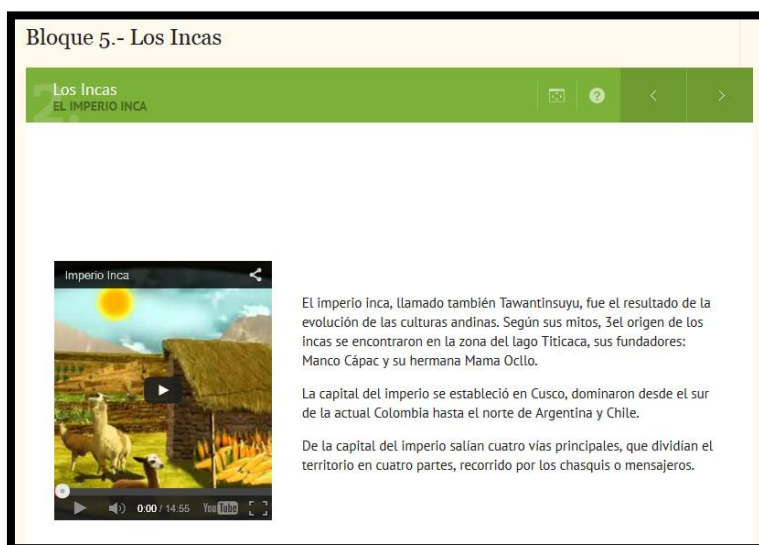 Bloque 5.- Los Incas
2.
Los Incas
EL IMPERIO INCA
?
Imperio Inca
El imperio inca, llamado también Tawantinsuyu, fue el resultado de la
evolución de las culturas andinas. Según sus mitos, 3el origen de los
incas se encontraron en la zona del lago Titicaca, sus fundadores:
Manco Cápac y su hermana Mama Ocllo.
La capital del imperio se estableció en Cusco, dominaron desde el sur
de la actual Colombia hasta el norte de Argentina y Chile.
De la capital del imperio salían cuatro vías principales, que dividían el
territorio en cuatro partes, recorrido por los chasquis o mensajeros.
0:00 / 14:55 YouTube